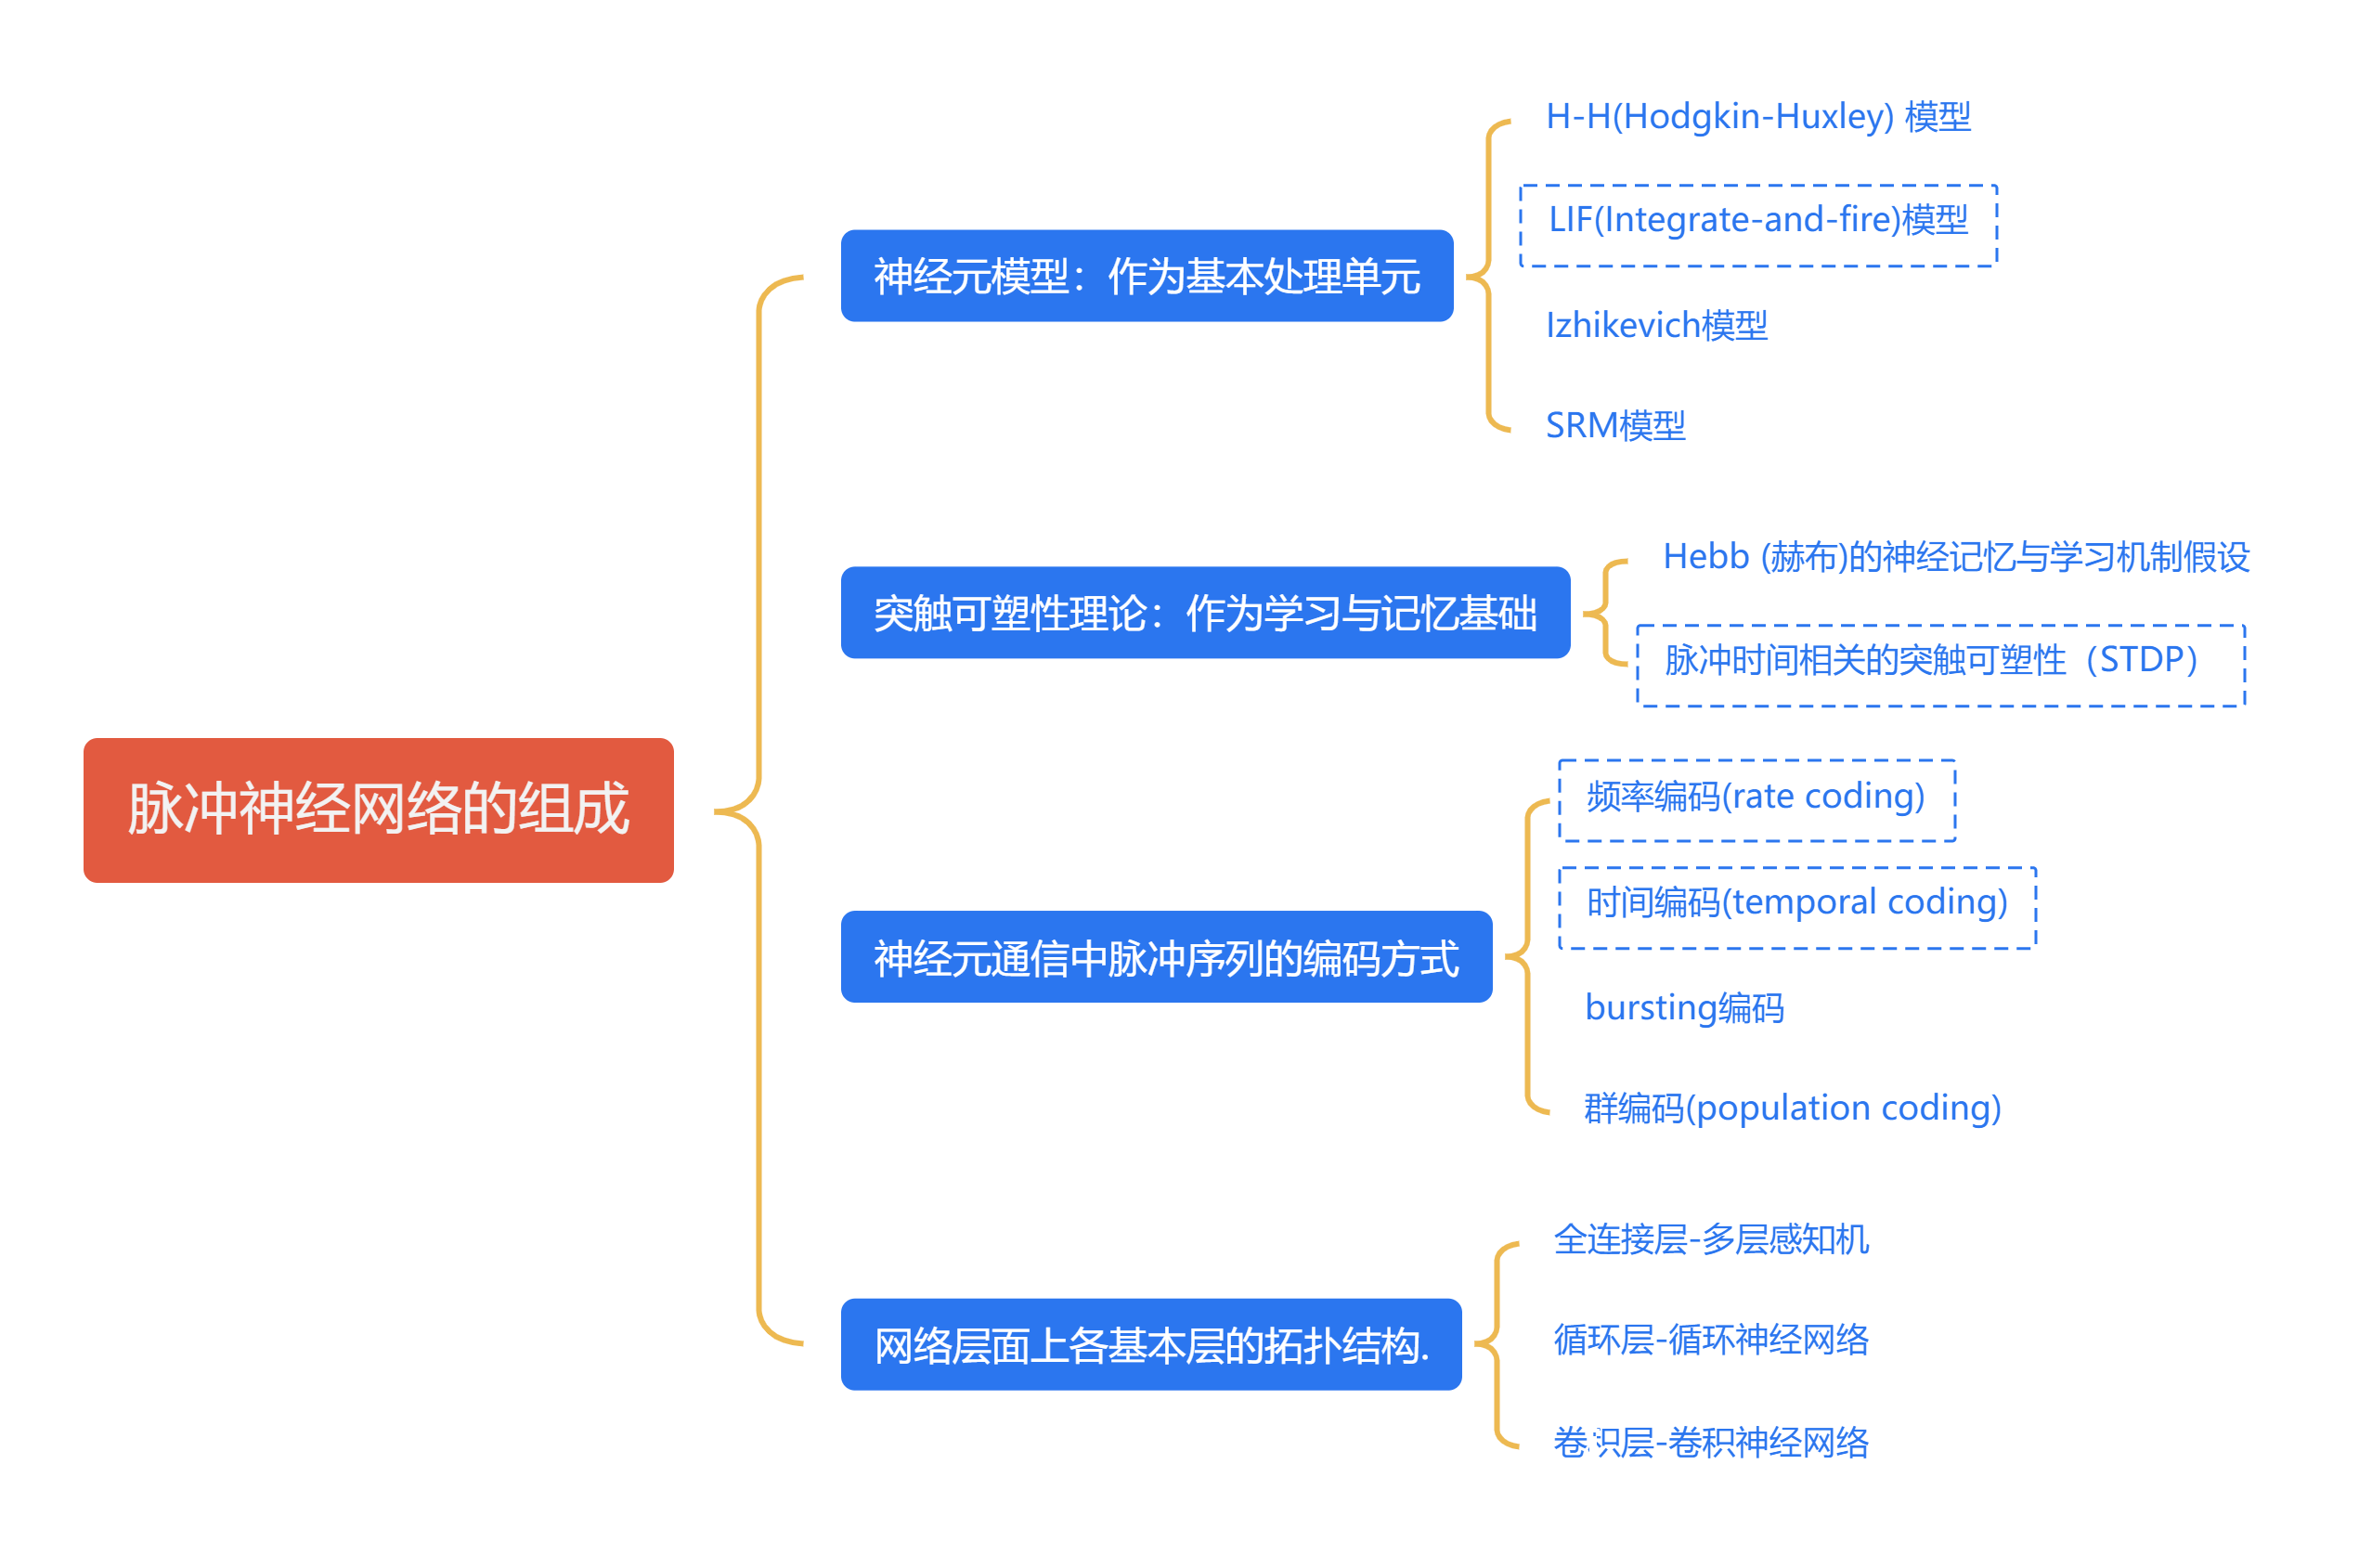 脉冲神经网络的组成
神经元模型：作为基本处理单元
H-H(Hodgkin-Huxley) 模型
LIF(Integrate-and-fire)模型
Izhikevich模型
SRM模型
突触可塑性理论：作为学习与记忆基础
Hebb (赫布)的神经记忆与学习机制假设
脉冲时间相关的突触可塑性（STDP）
神经元通信中脉冲序列的编码方式
频率编码(rate coding)
时间编码(temporal coding)
bursting编码
群编码(population coding)
网络层面上各基本层的拓扑结构.
全连接层-多层感知机
循环层-循环神经网络
卷积层-卷积神经网络